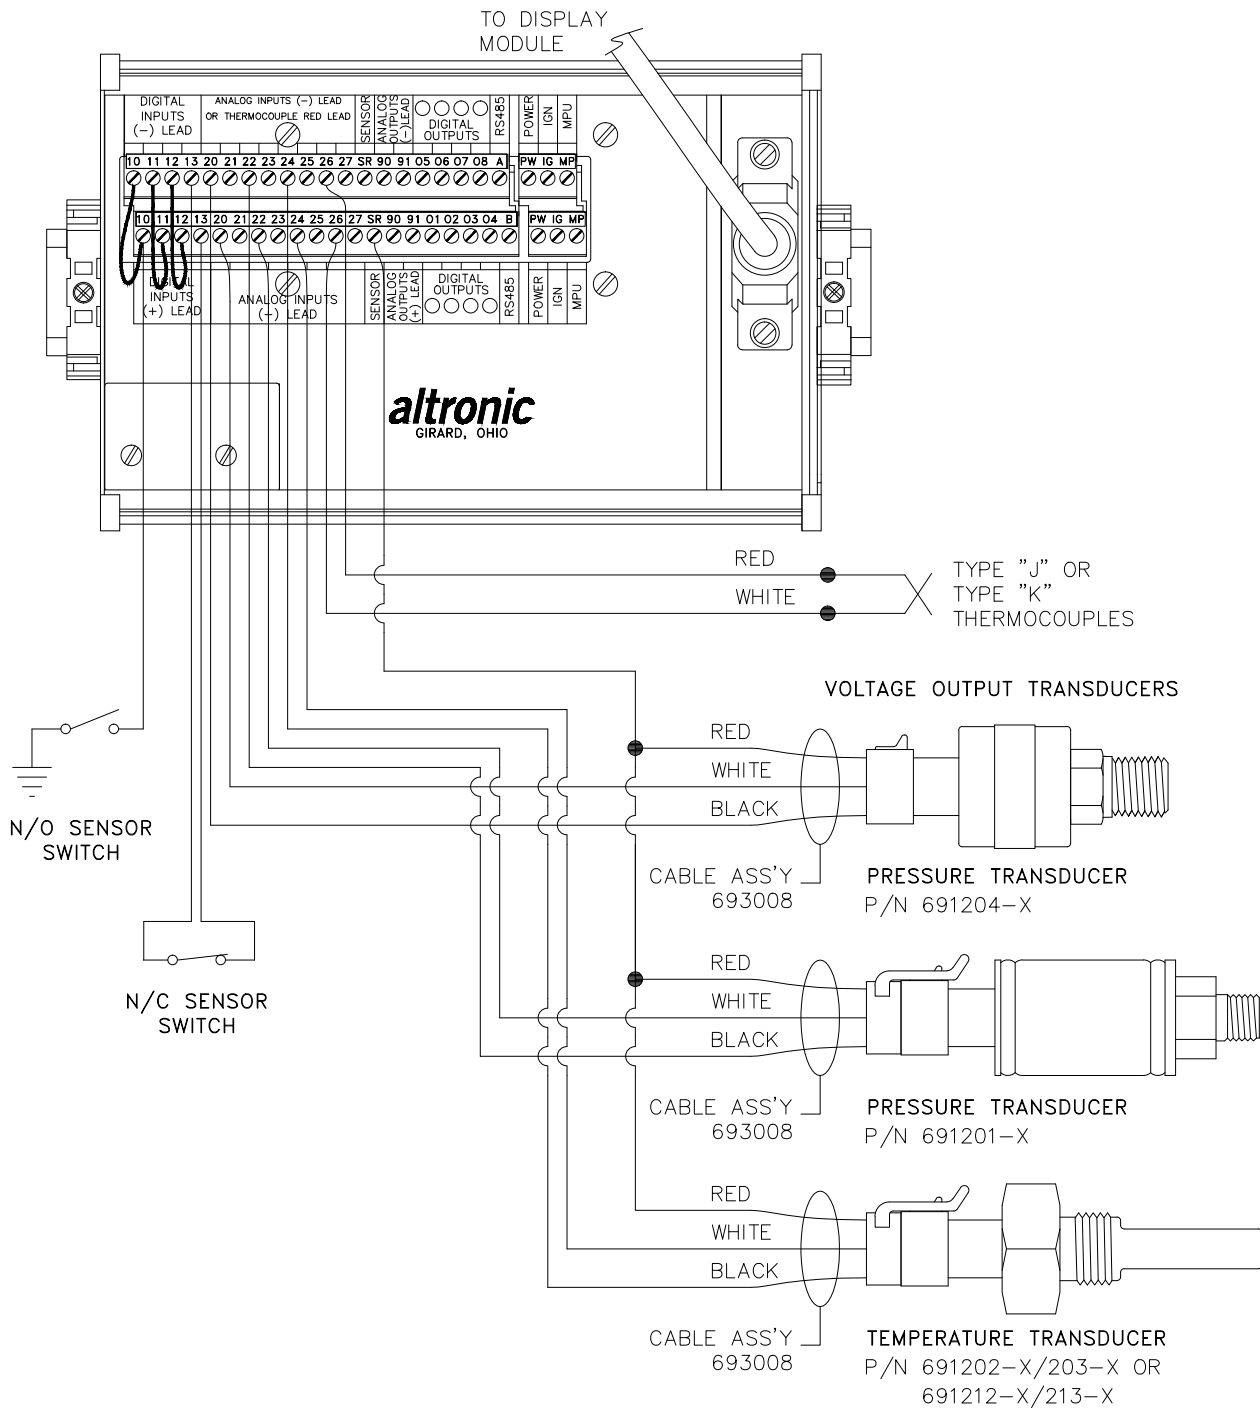 TO DISPLAY
MODULE
DIGITAL
INPUTS
(-) LEAD
ANALOG INPUTS (-) LEAD
OR THERMOCOUPLE RED LEAD
SENSOR
ANALOG
OUTPUTS
(-)LEAD
DIGITAL
OUTPUTS
RS485
POWER
IGN
MPU
10 11 12 13 20 21 22 23 24 25 26 27 SR 90 91 05 06 07 08 A PW IG MP
10 11 12 13 20 21 22 23 24 25 26 27 SR 90 91 01 02 03 04 B PW IG MP
DIGITAL
INPUTS
(+) LEAD
ANALOG INPUTS
(-) LEAD
SENSOR
ANALOG
OUTPUTS
(+) LEAD
DIGITAL
OUTPUTS
RS485
POWER
IGN
MPU
altronic
GIRARD, OHIO
RED
WHITE
TYPE "J" OR
TYPE "K"
THERMOCOUPLES
VOLTAGE OUTPUT TRANSDUCERS
RED
WHITE
BLACK
N/O SENSOR
SWITCH
CABLE ASS'Y
693008
PRESSURE TRANSDUCER
P/N 691204-X
N/C SENSOR
SWITCH
RED
WHITE
BLACK
CABLE ASS'Y
693008
PRESSURE TRANSDUCER
P/N 691201-X
RED
WHITE
BLACK
CABLE ASS'Y
693008
TEMPERATURE TRANSDUCER
P/N 691202-X/203-X OR
691212-X/213-X